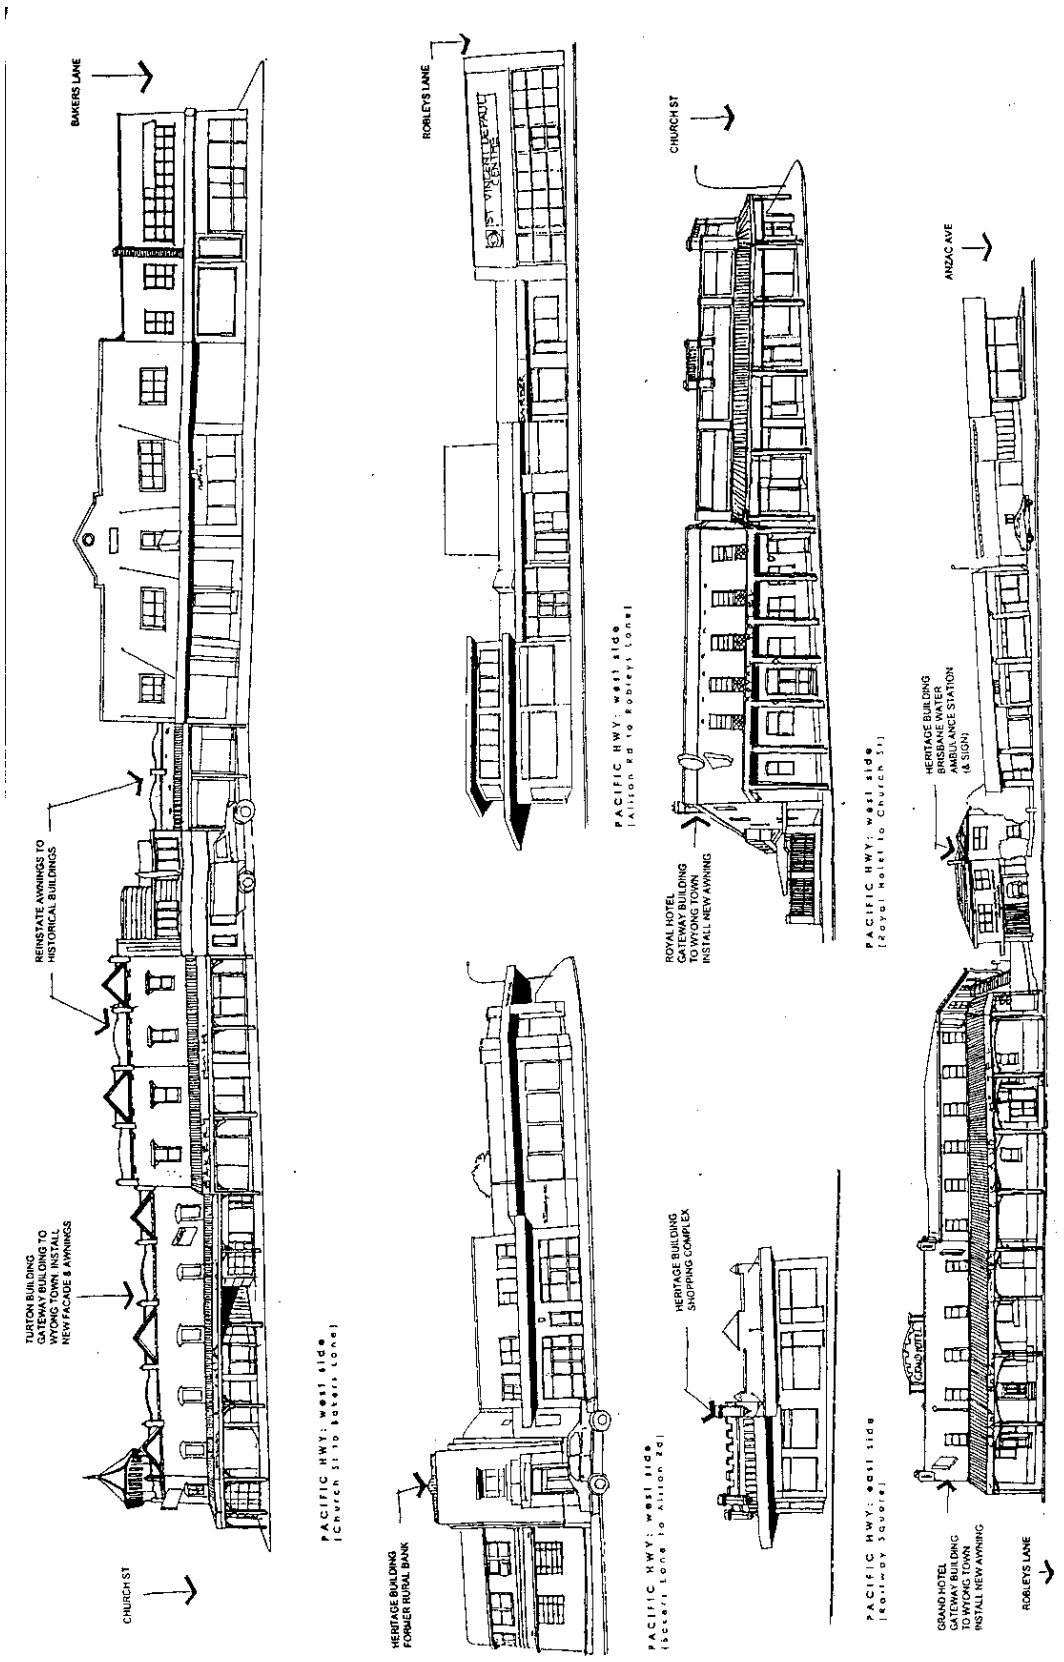 BAKERS LANE
REINSTATE AWNINGS TO
HISTORICAL BUILDINGS
TURTON BUILDING
GATEWAY BUILDING TO
WYONG TOWN. INSTALL
NEW FACADE & AWNINGS
CHURCH ST
PACIFIC HWY: west side
(Church St to Bakers Lane)
ROBLEYS LANE
ST VINCENT DE PAUL
CENTRE
BARBER
PACIFIC HWY: west side
(Alison Rd to Robleys Lane)
HERITAGE BUILDING
FORMER RURAL BANK
PACIFIC HWY: west side
(Bakers Lane to Alison Rd)
CHURCH ST
ROYAL HOTEL
GATEWAY BUILDING
TO WYONG TOWN
INSTALL NEW AWNING
PACIFIC HWY: west side
(Royal Hotel to Church St)
HERITAGE BUILDING
SHOPPING COMPLEX
PACIFIC HWY: east side
(Railway Square)
ANZAC AVE
HERITAGE BUILDING
BRISBANE WATER
AMBULANCE STATION
(& SIGN)
GRAND HOTEL
GRAND HOTEL
GATEWAY BUILDING
TO WYONG TOWN
INSTALL NEW AWNING
ROBLEYS LANE